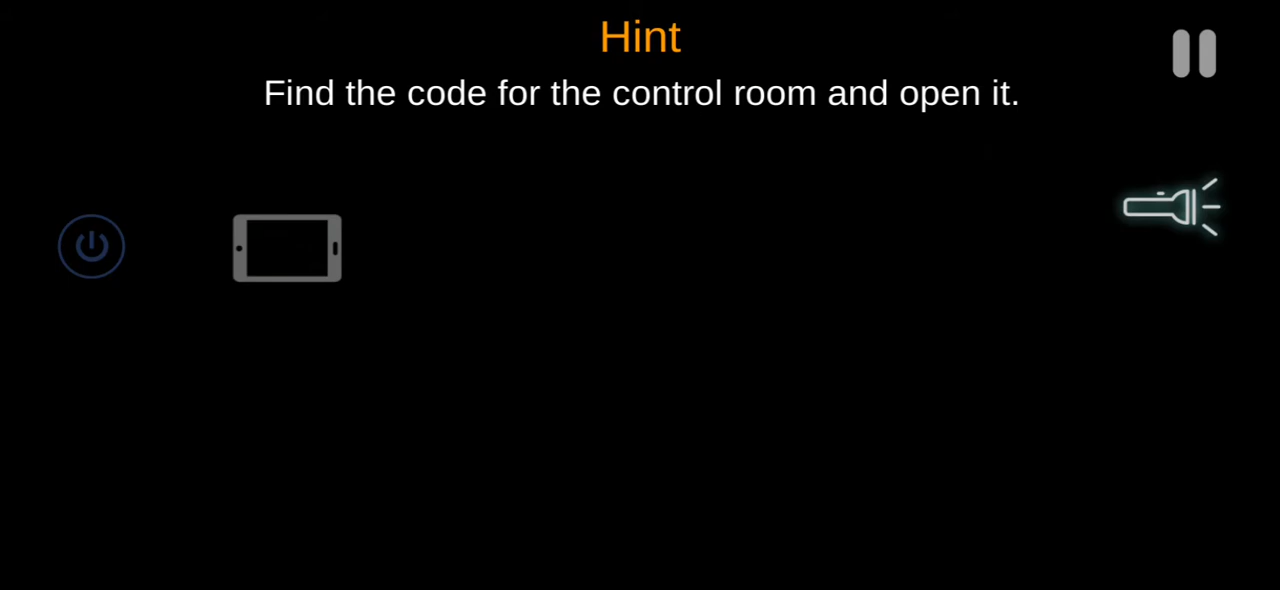 Hint
Find the code for the control room and open it.